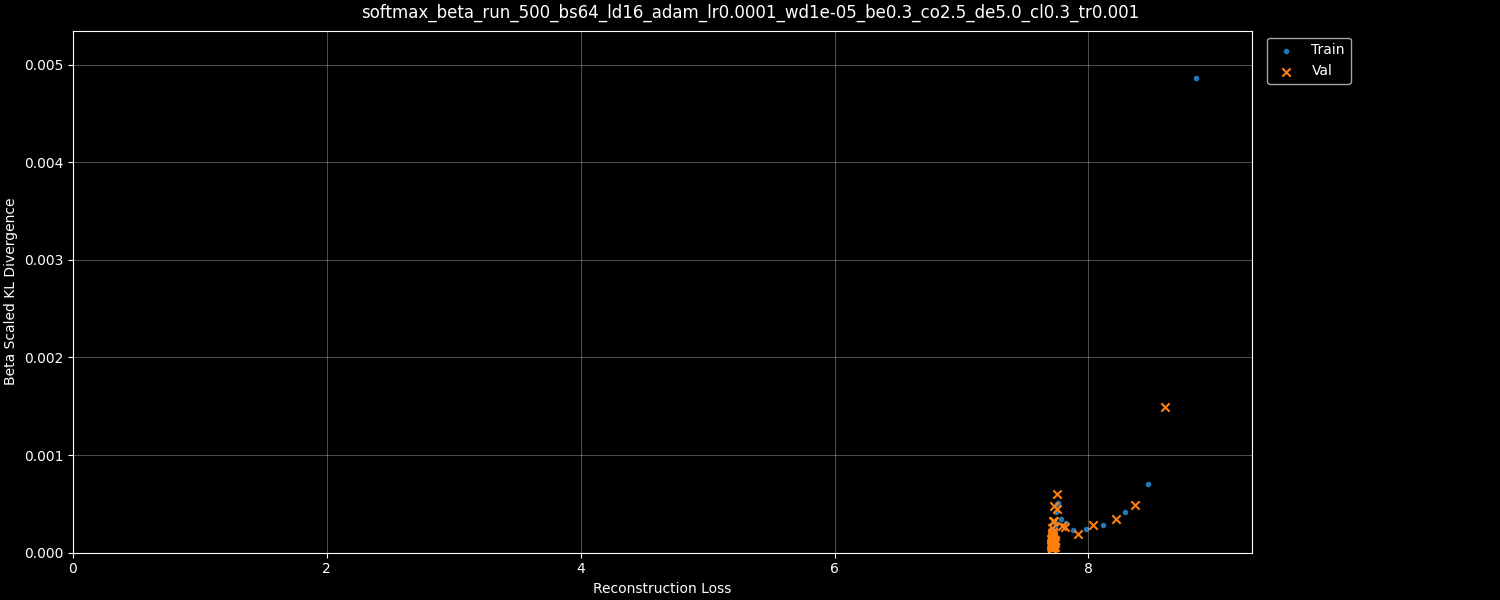 softmax_beta_run_500_bs64_ld16_adam_lr0.0001_wd1e-05_be0.3_co2.5_de5.0_cl0.3_tr0.001
Train
Val
Beta Scaled KL Divergence
0.005
0.004
0.003
0.002
0.001
0.000
0 2 4 6 8
Reconstruction Loss